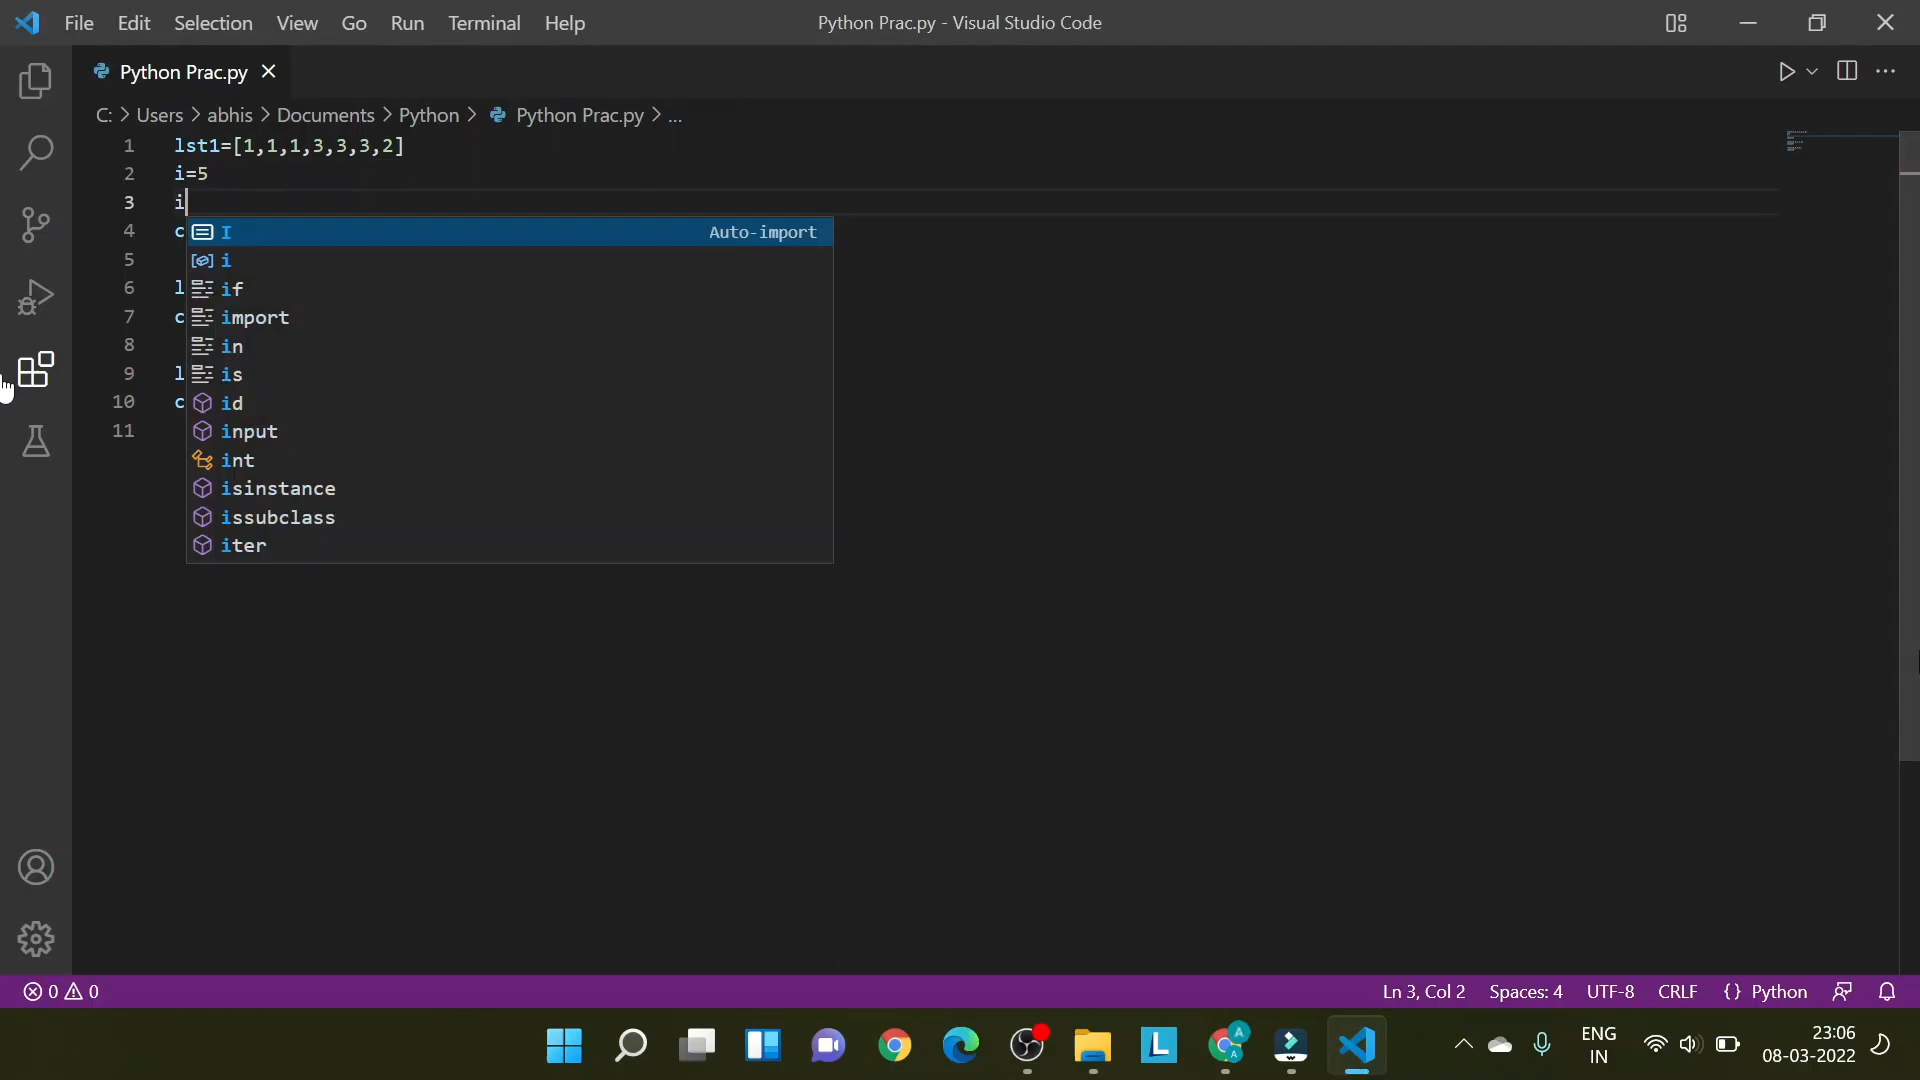 File Edit Selection View Go Run Terminal Help
Python Prac.py - Visual Studio Code
Python Prac.py
C: > Users > abhis > Documents > Python > Python Prac.py > ...
1 lst1=[1,1,1,3,3,3,2]
2 i=5
3 i
4 c
5
6 l
7 c
8
9 l
10 c
11
I Auto-import
i
if
import
in
is
id
input
int
isinstance
issubclass
iter
0 0
Ln 3, Col 2 Spaces: 4 UTF-8 CRLF {} Python
L
A
A
ENG
IN
23:06
08-03-2022